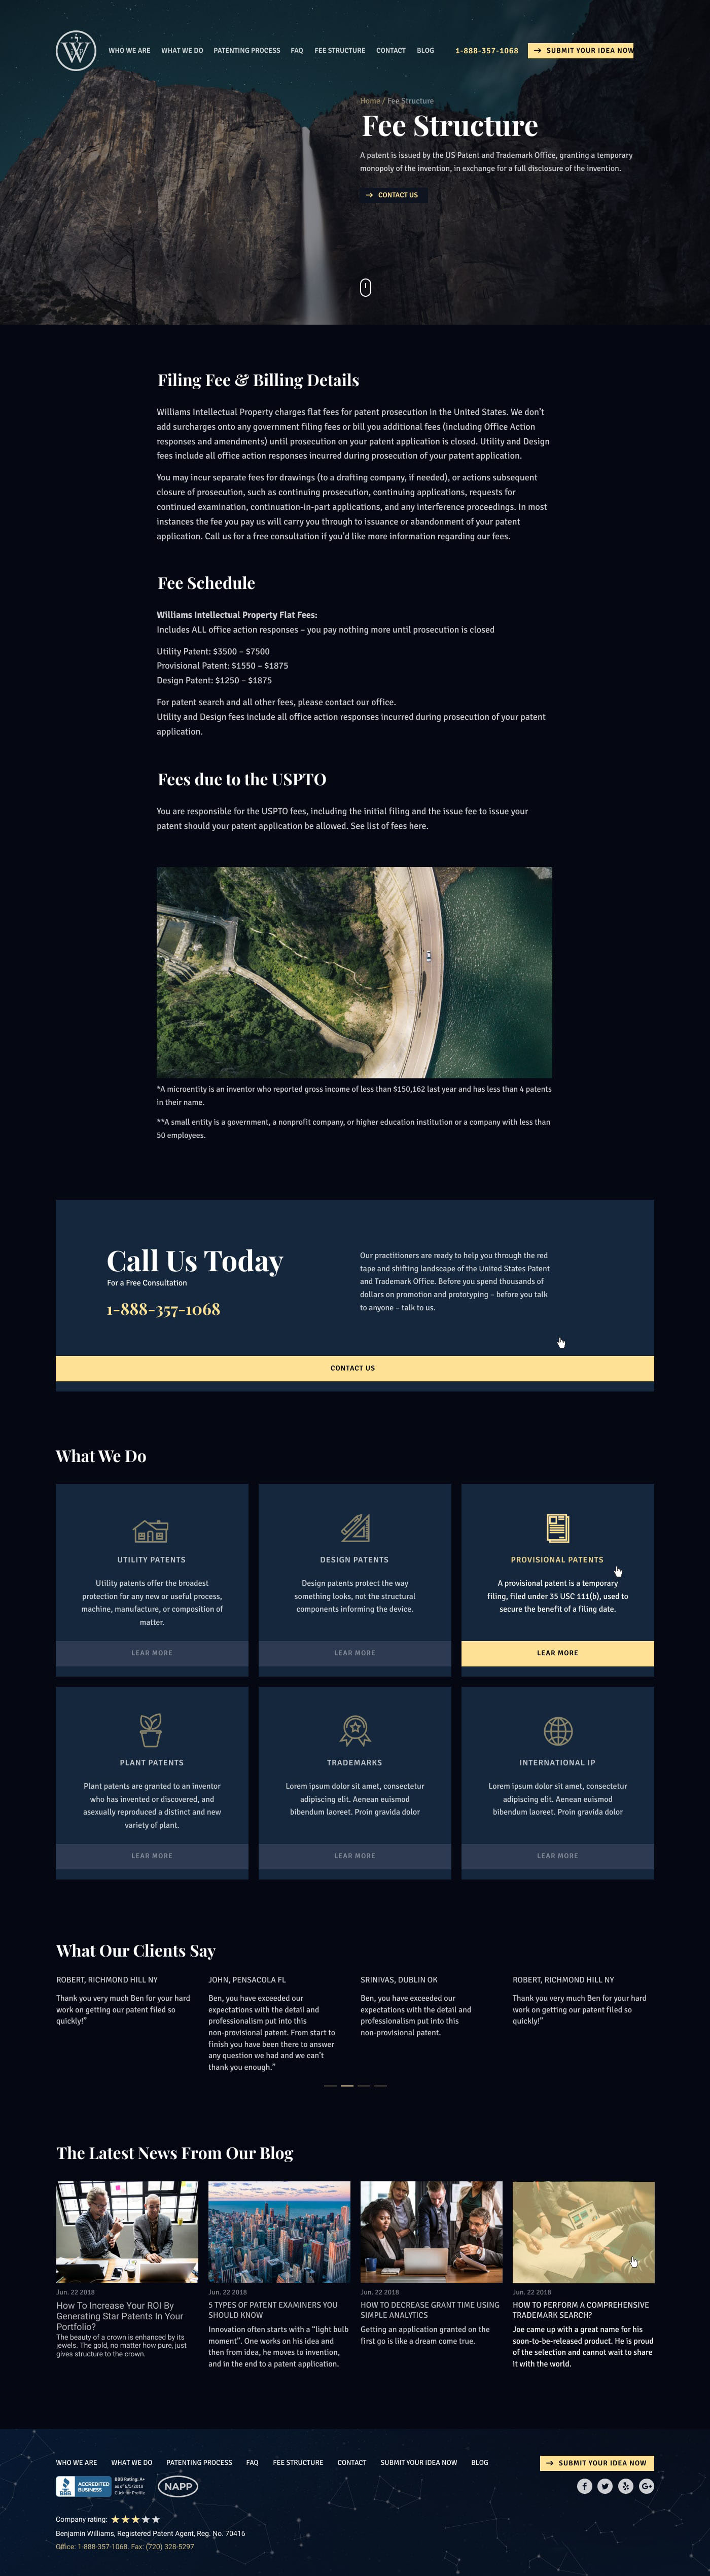 W
WHO WE ARE WHAT WE DO PATENTING PROCESS FAQ FEE STRUCTURE CONTACT BLOG 1-888-357-1068 → SUBMIT YOUR IDEA NOW
Home / Fee Structure
Fee Structure
A patent is issued by the US Patent and Trademark Office, granting a temporary
monopoly of the invention, in exchange for a full disclosure of the invention.
→ CONTACT US
Filing Fee & Billing Details
Williams Intellectual Property charges flat fees for patent prosecution in the United States. We don’t
add surcharges onto any government filing fees or bill you additional fees (including Office Action
responses and amendments) until prosecution on your patent application is closed. Utility and Design
fees include all office action responses incurred during prosecution of your patent application.
You may incur separate fees for drawings (to a drafting company, if needed), or actions subsequent
closure of prosecution, such as continuing prosecution, continuing applications, requests for
continued examination, continuation-in-part applications, and any interference proceedings. In most
instances the fee you pay us will carry you through to issuance or abandonment of your patent
application. Call us for a free consultation if you’d like more information regarding our fees.
Fee Schedule
Williams Intellectual Property Flat Fees:
Includes ALL office action responses – you pay nothing more until prosecution is closed
Utility Patent: $3500 – $7500
Provisional Patent: $1550 – $1875
Design Patent: $1250 – $1875
For patent search and all other fees, please contact our office.
Utility and Design fees include all office action responses incurred during prosecution of your patent
application.
Fees due to the USPTO
You are responsible for the USPTO fees, including the initial filing and the issue fee to issue your
patent should your patent application be allowed. See list of fees here.
*A microentity is an inventor who reported gross income of less than $150,162 last year and has less than 4 patents
in their name.
**A small entity is a government, a nonprofit company, or higher education institution or a company with less than
50 employees.
Call Us Today
For a Free Consultation
1-888-357-1068
Our practitioners are ready to help you through the red
tape and shifting landscape of the United States Patent
and Trademark Office. Before you spend thousands of
dollars on promotion and prototyping – before you talk
to anyone – talk to us.
CONTACT US
What We Do
UTILITY PATENTS
Utility patents offer the broadest
protection for any new or useful process,
machine, manufacture, or composition of
matter.
LEAR MORE
DESIGN PATENTS
Design patents protect the way
something looks, not the structural
components informing the device.
LEAR MORE
PROVISIONAL PATENTS
A provisional patent is a temporary
filing, filed under 35 USC 111(b), used to
secure the benefit of a filing date.
LEAR MORE
PLANT PATENTS
Plant patents are granted to an inventor
who has invented or discovered, and
asexually reproduced a distinct and new
variety of plant.
LEAR MORE
TRADEMARKS
Lorem ipsum dolor sit amet, consectetur
adipiscing elit. Aenean euismod
bibendum laoreet. Proin gravida dolor
LEAR MORE
INTERNATIONAL IP
Lorem ipsum dolor sit amet, consectetur
adipiscing elit. Aenean euismod
bibendum laoreet. Proin gravida dolor
LEAR MORE
What Our Clients Say
ROBERT, RICHMOND HILL NY
Thank you very much Ben for your hard
work on getting our patent filed so
quickly!”
JOHN, PENSACOLA FL
Ben, you have exceeded our
expectations with the detail and
professionalism put into this
non-provisional patent. From start to
finish you have been there to answer
any question we had and we can’t
thank you enough.”
SRINIVAS, DUBLIN OK
Ben, you have exceeded our
expectations with the detail and
professionalism put into this
non-provisional patent.
ROBERT, RICHMOND HILL NY
Thank you very much Ben for your hard
work on getting our patent filed so
quickly!”
The Latest News From Our Blog
Jun. 22 2018
How To Increase Your ROI By
Generating Star Patents In Your
Portfolio?
The beauty of a crown is enhanced by its
jewels. The gold, no matter how pure, just
gives structure to the crown.
Jun. 22 2018
5 TYPES OF PATENT EXAMINERS YOU
SHOULD KNOW
Innovation often starts with a “light bulb
moment”. One works on his idea and
then from idea, he moves to invention,
and in the end to a patent application.
Jun. 22 2018
HOW TO DECREASE GRANT TIME USING
SIMPLE ANALYTICS
Getting an application granted on the
first go is like a dream come true.
Jun. 22 2018
HOW TO PERFORM A COMPREHENSIVE
TRADEMARK SEARCH?
Joe came up with a great name for his
soon-to-be-released product. He is proud
of the selection and cannot wait to share
it with the world.
WHO WE ARE WHAT WE DO PATENTING PROCESS FAQ FEE STRUCTURE CONTACT SUBMIT YOUR IDEA NOW BLOG → SUBMIT YOUR IDEA NOW
BBB
ACCREDITED
BUSINESS
BBB Rating: A+
as of 6/5/2018
Click for Profile
NAPP
Company rating:
Benjamin Williams, Registered Patent Agent, Reg. No. 70416
Office: 1-888-357-1068. Fax: (720) 328-5297